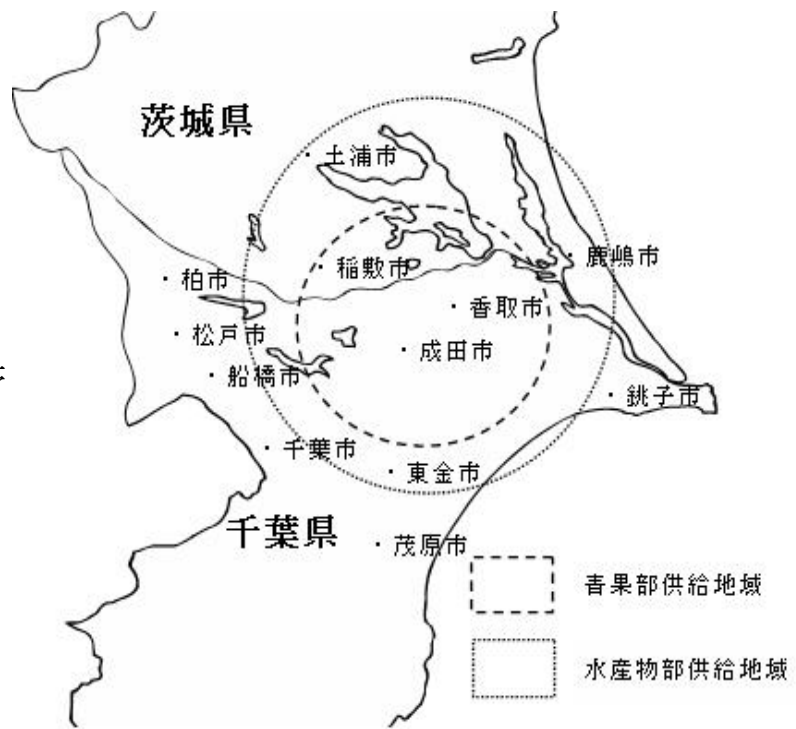 茨城県
土浦市
鹿嶋市
稲敷市
柏市
香取市
松戸市
成田市
船橋市
銚子市
千葉市
東金市
千葉県
茂原市
青果部供給地域
水産物部供給地域